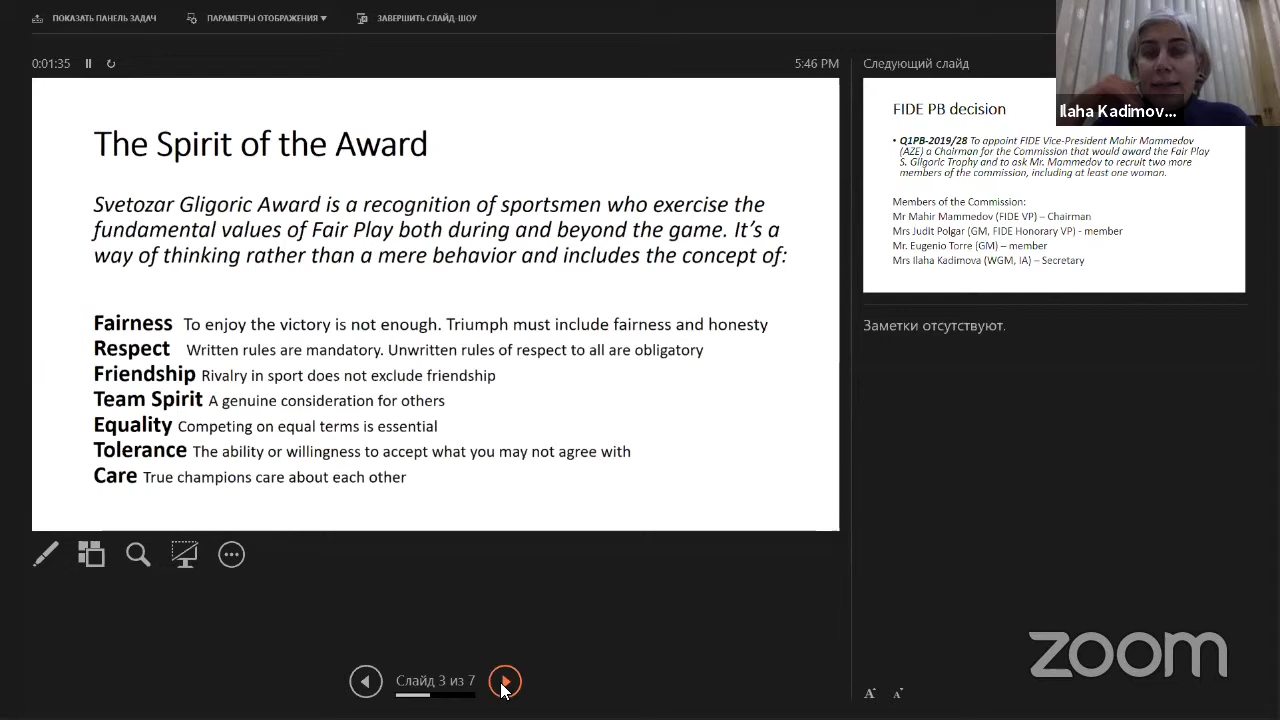 ПОКАЗАТЬ ПАНЕЛЬ ЗАДАЧ
ПАРАМЕТРЫ ОТОБРАЖЕНИЯ ▾
ЗАВЕРШИТЬ СЛАЙД-ШОУ
0:01:35
5:46 PM
The Spirit of the Award
Svetozar Gligoric Award is a recognition of sportsmen who exercise the
fundamental values of Fair Play both during and beyond the game. It's a
way of thinking rather than a mere behavior and includes the concept of:
Fairness To enjoy the victory is not enough. Triumph must include fairness and honesty
Respect Written rules are mandatory. Unwritten rules of respect to all are obligatory
Friendship Rivalry in sport does not exclude friendship
Team Spirit A genuine consideration for others
Equality Competing on equal terms is essential
Tolerance The ability or willingness to accept what you may not agree with
Care True champions care about each other
Слайд 3 из 7
Следующий слайд
Ilaha Kadimov...
FIDE PB decision
• Q1PB-2019/28 To appoint FIDE Vice-President Mahir Mammedov
(AZE) a Chairman for the Commission that would award the Fair Play
S. Gligoric Trophy and to ask Mr. Mammedov to recruit two more
members of the commission, including at least one woman.
Members of the Commission:
Mr Mahir Mammedov (FIDE VP) – Chairman
Mrs Judit Polgar (GM, FIDE Honorary VP) - member
Mr. Eugenio Torre (GM) – member
Mrs Ilaha Kadimova (WGM, IA) – Secretary
Заметки отсутствуют.
zoom
A A